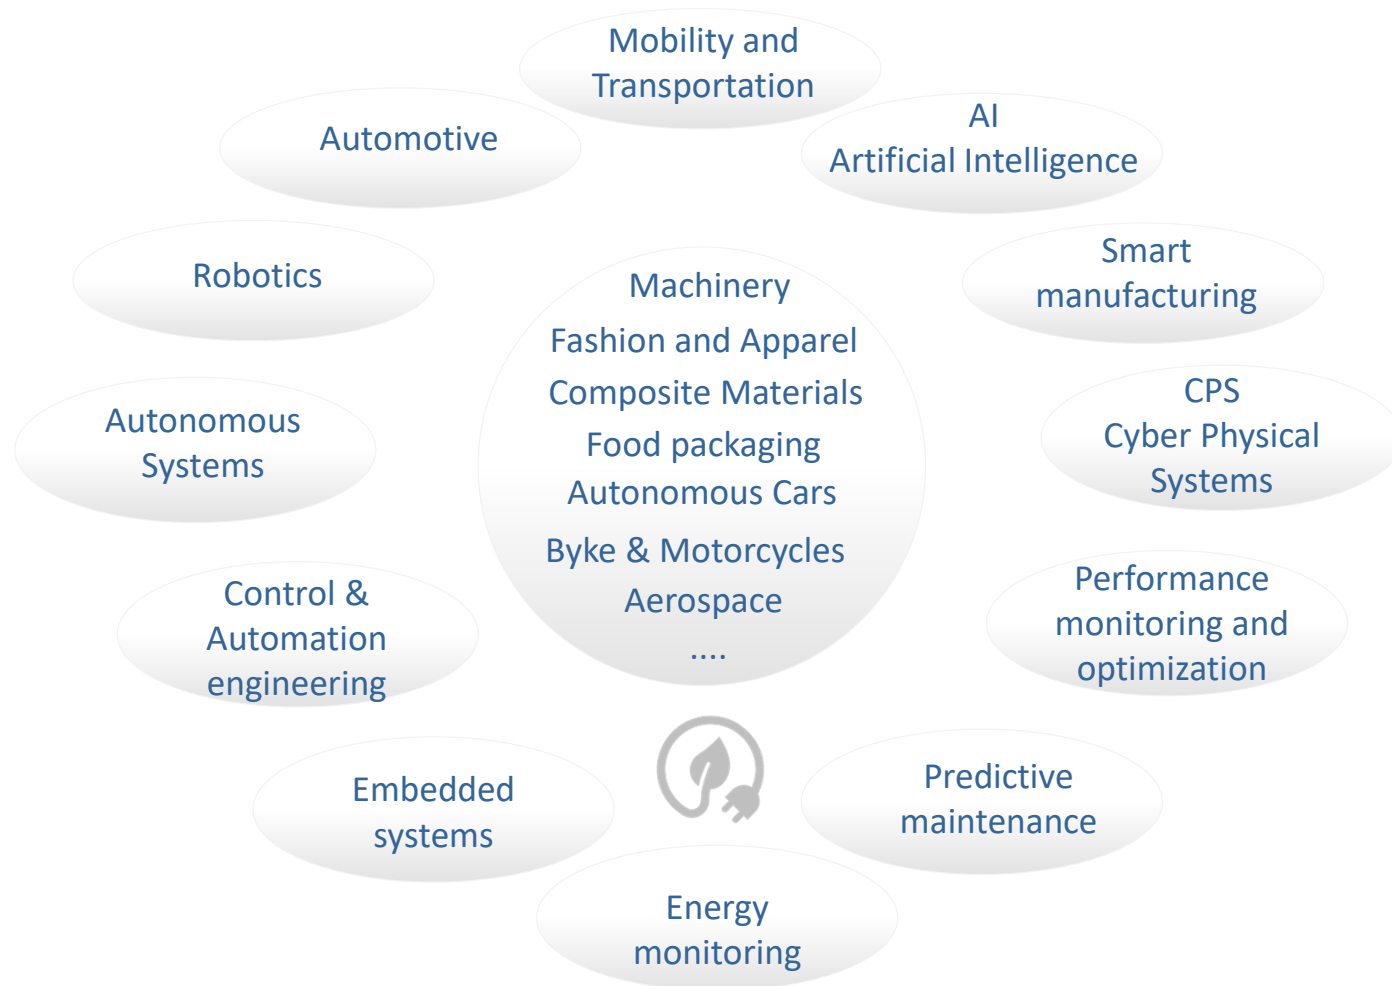 Mobility and
Transportation
Automotive
AI
Artificial Intelligence
Robotics
Smart
manufacturing
Machinery
Fashion and Apparel
Composite Materials
Food packaging
Autonomous Cars
Byke & Motorcycles
Aerospace
....
Autonomous
Systems
CPS
Cyber Physical
Systems
Control &
Automation
engineering
Performance
monitoring and
optimization
Embedded
systems
Predictive
maintenance
Energy
monitoring